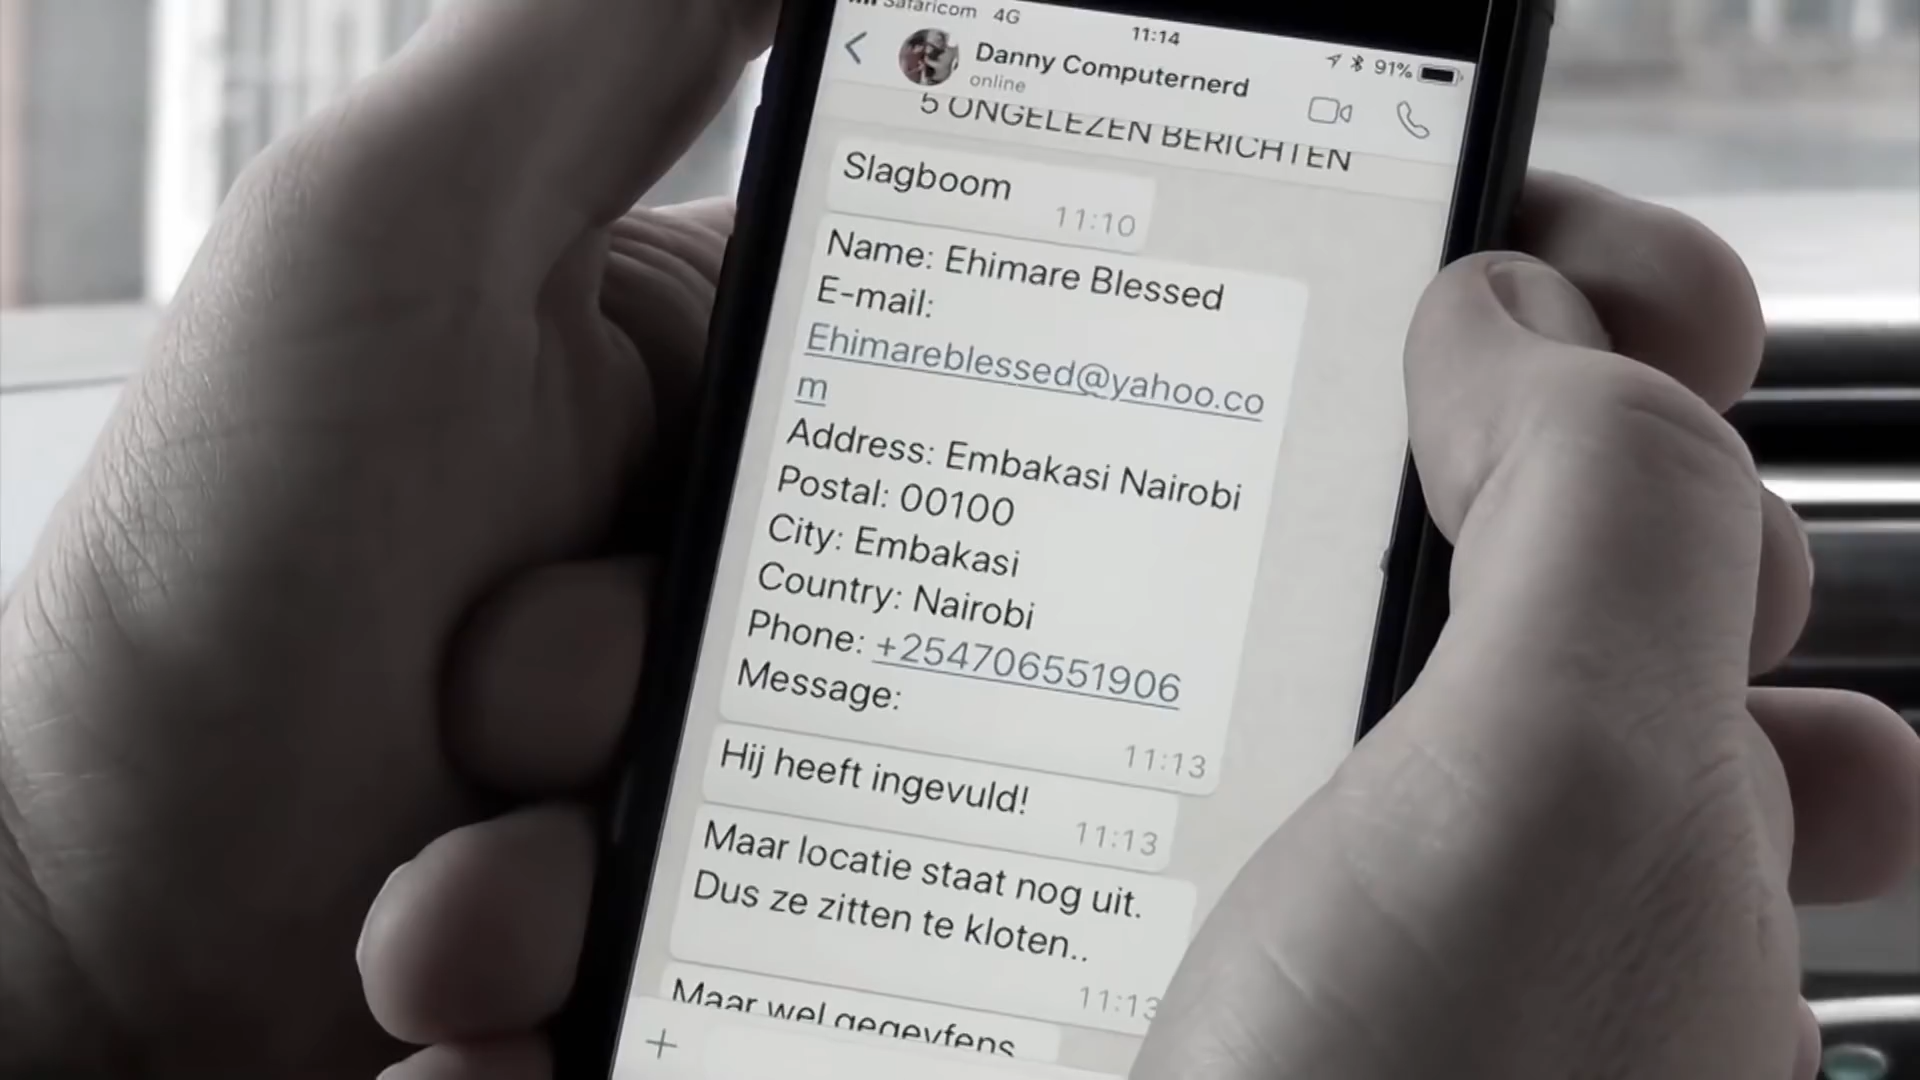 Safaricom 4G 11:14 91%
Danny Computernerd
online
5 ONGELEZEN BERICHTEN
Slagboom
11:10
Name: Ehimare Blessed
E-mail:
Ehimareblessed@yahoo.co
m
Address: Embakasi Nairobi
Postal: 00100
City: Embakasi
Country: Nairobi
Phone: +254706551906
Message:
11:13
Hij heeft ingevuld!
11:13
Maar locatie staat nog uit.
Dus ze zitten te kloten..
11:13
Maar wel gegevfens